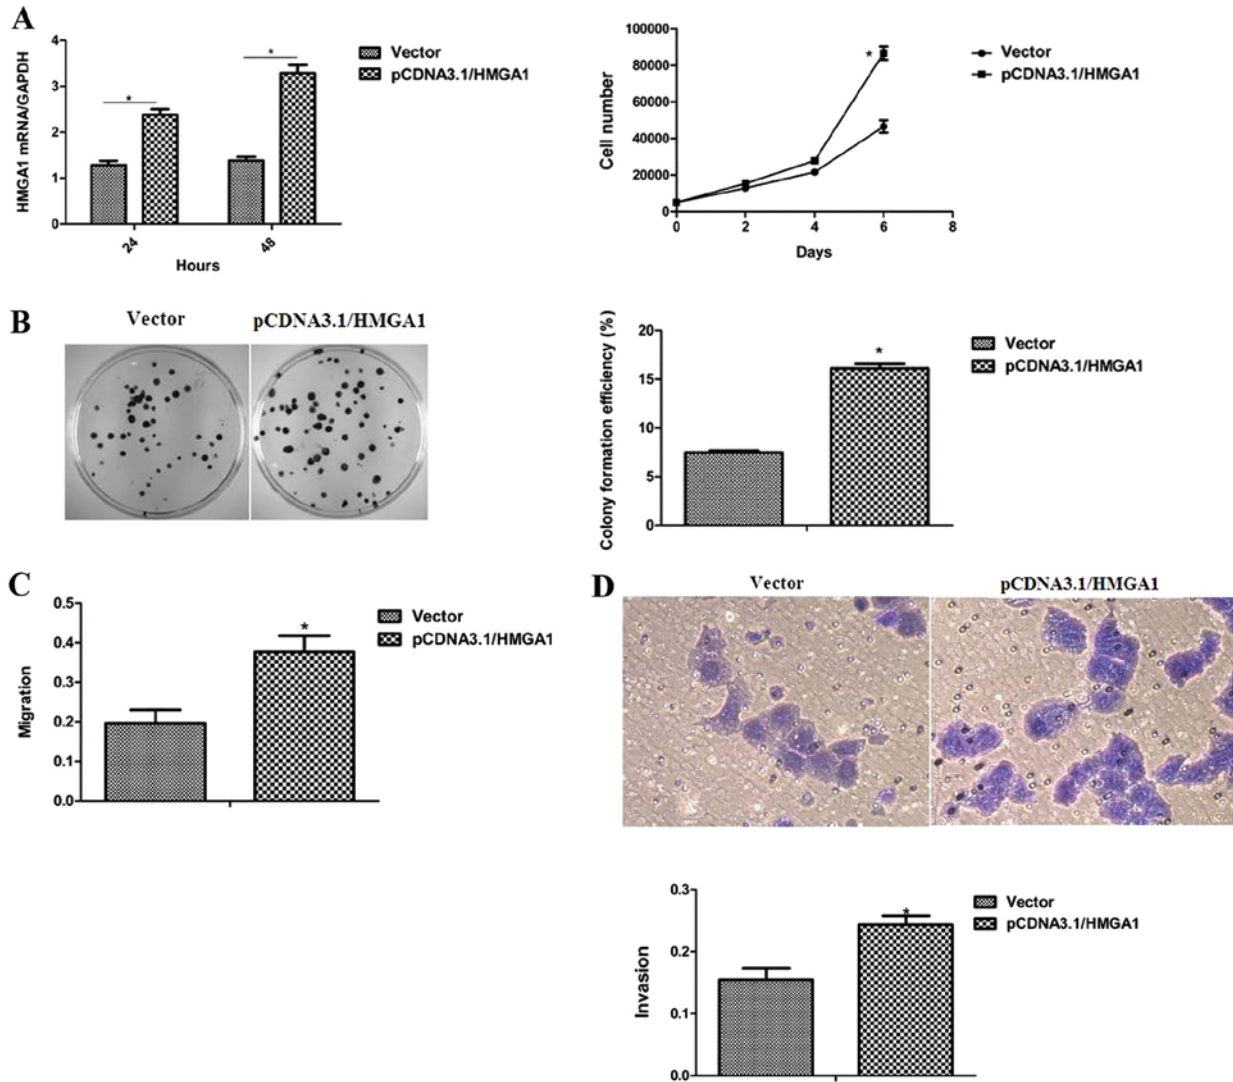 A
HMGA1 mRNA/GAPDH
4
3
2
1
0
*
*
24
48
Hours
Vector
pCDNA3.1/HMGA1
Cell number
100000
80000
60000
40000
20000
0
*
0 2 4 6 8
Days
Vector
pCDNA3.1/HMGA1
B
Vector
pCDNA3.1/HMGA1
Colony formation efficiency (%)
20
15
10
5
0
*
Vector
pCDNA3.1/HMGA1
C
Migration
0.5
0.4
0.3
0.2
0.1
0.0
*
Vector
pCDNA3.1/HMGA1
D
Vector
pCDNA3.1/HMGA1
Invasion
0.3
0.2
0.1
0.0
*
Vector
pCDNA3.1/HMGA1